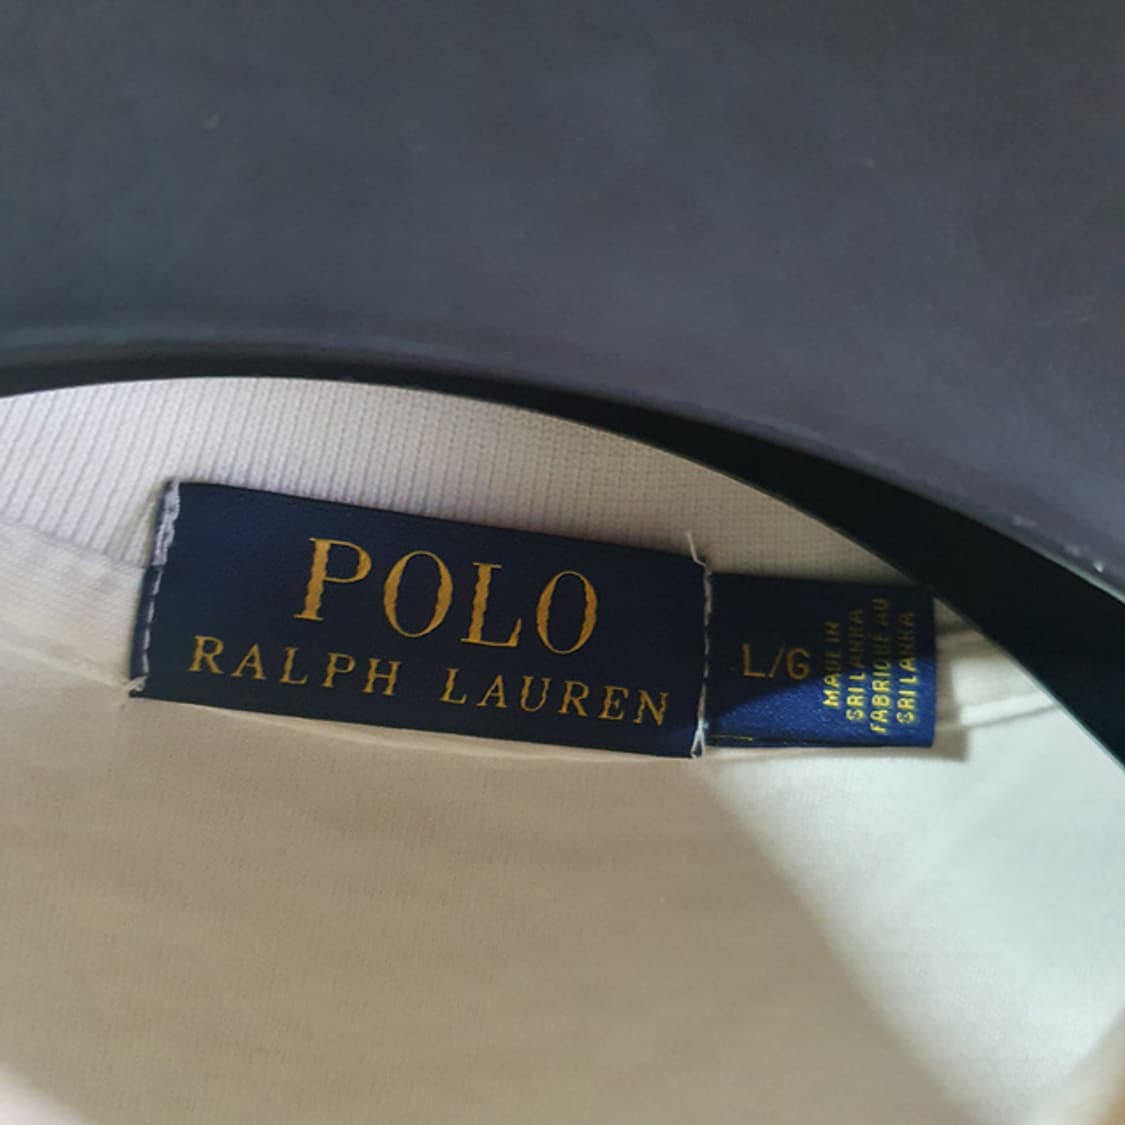 POLO
RALPH LAUREN
L/G
MADE IN
SRI LANKA
FABRIQUÉ AU
SRI LANKA